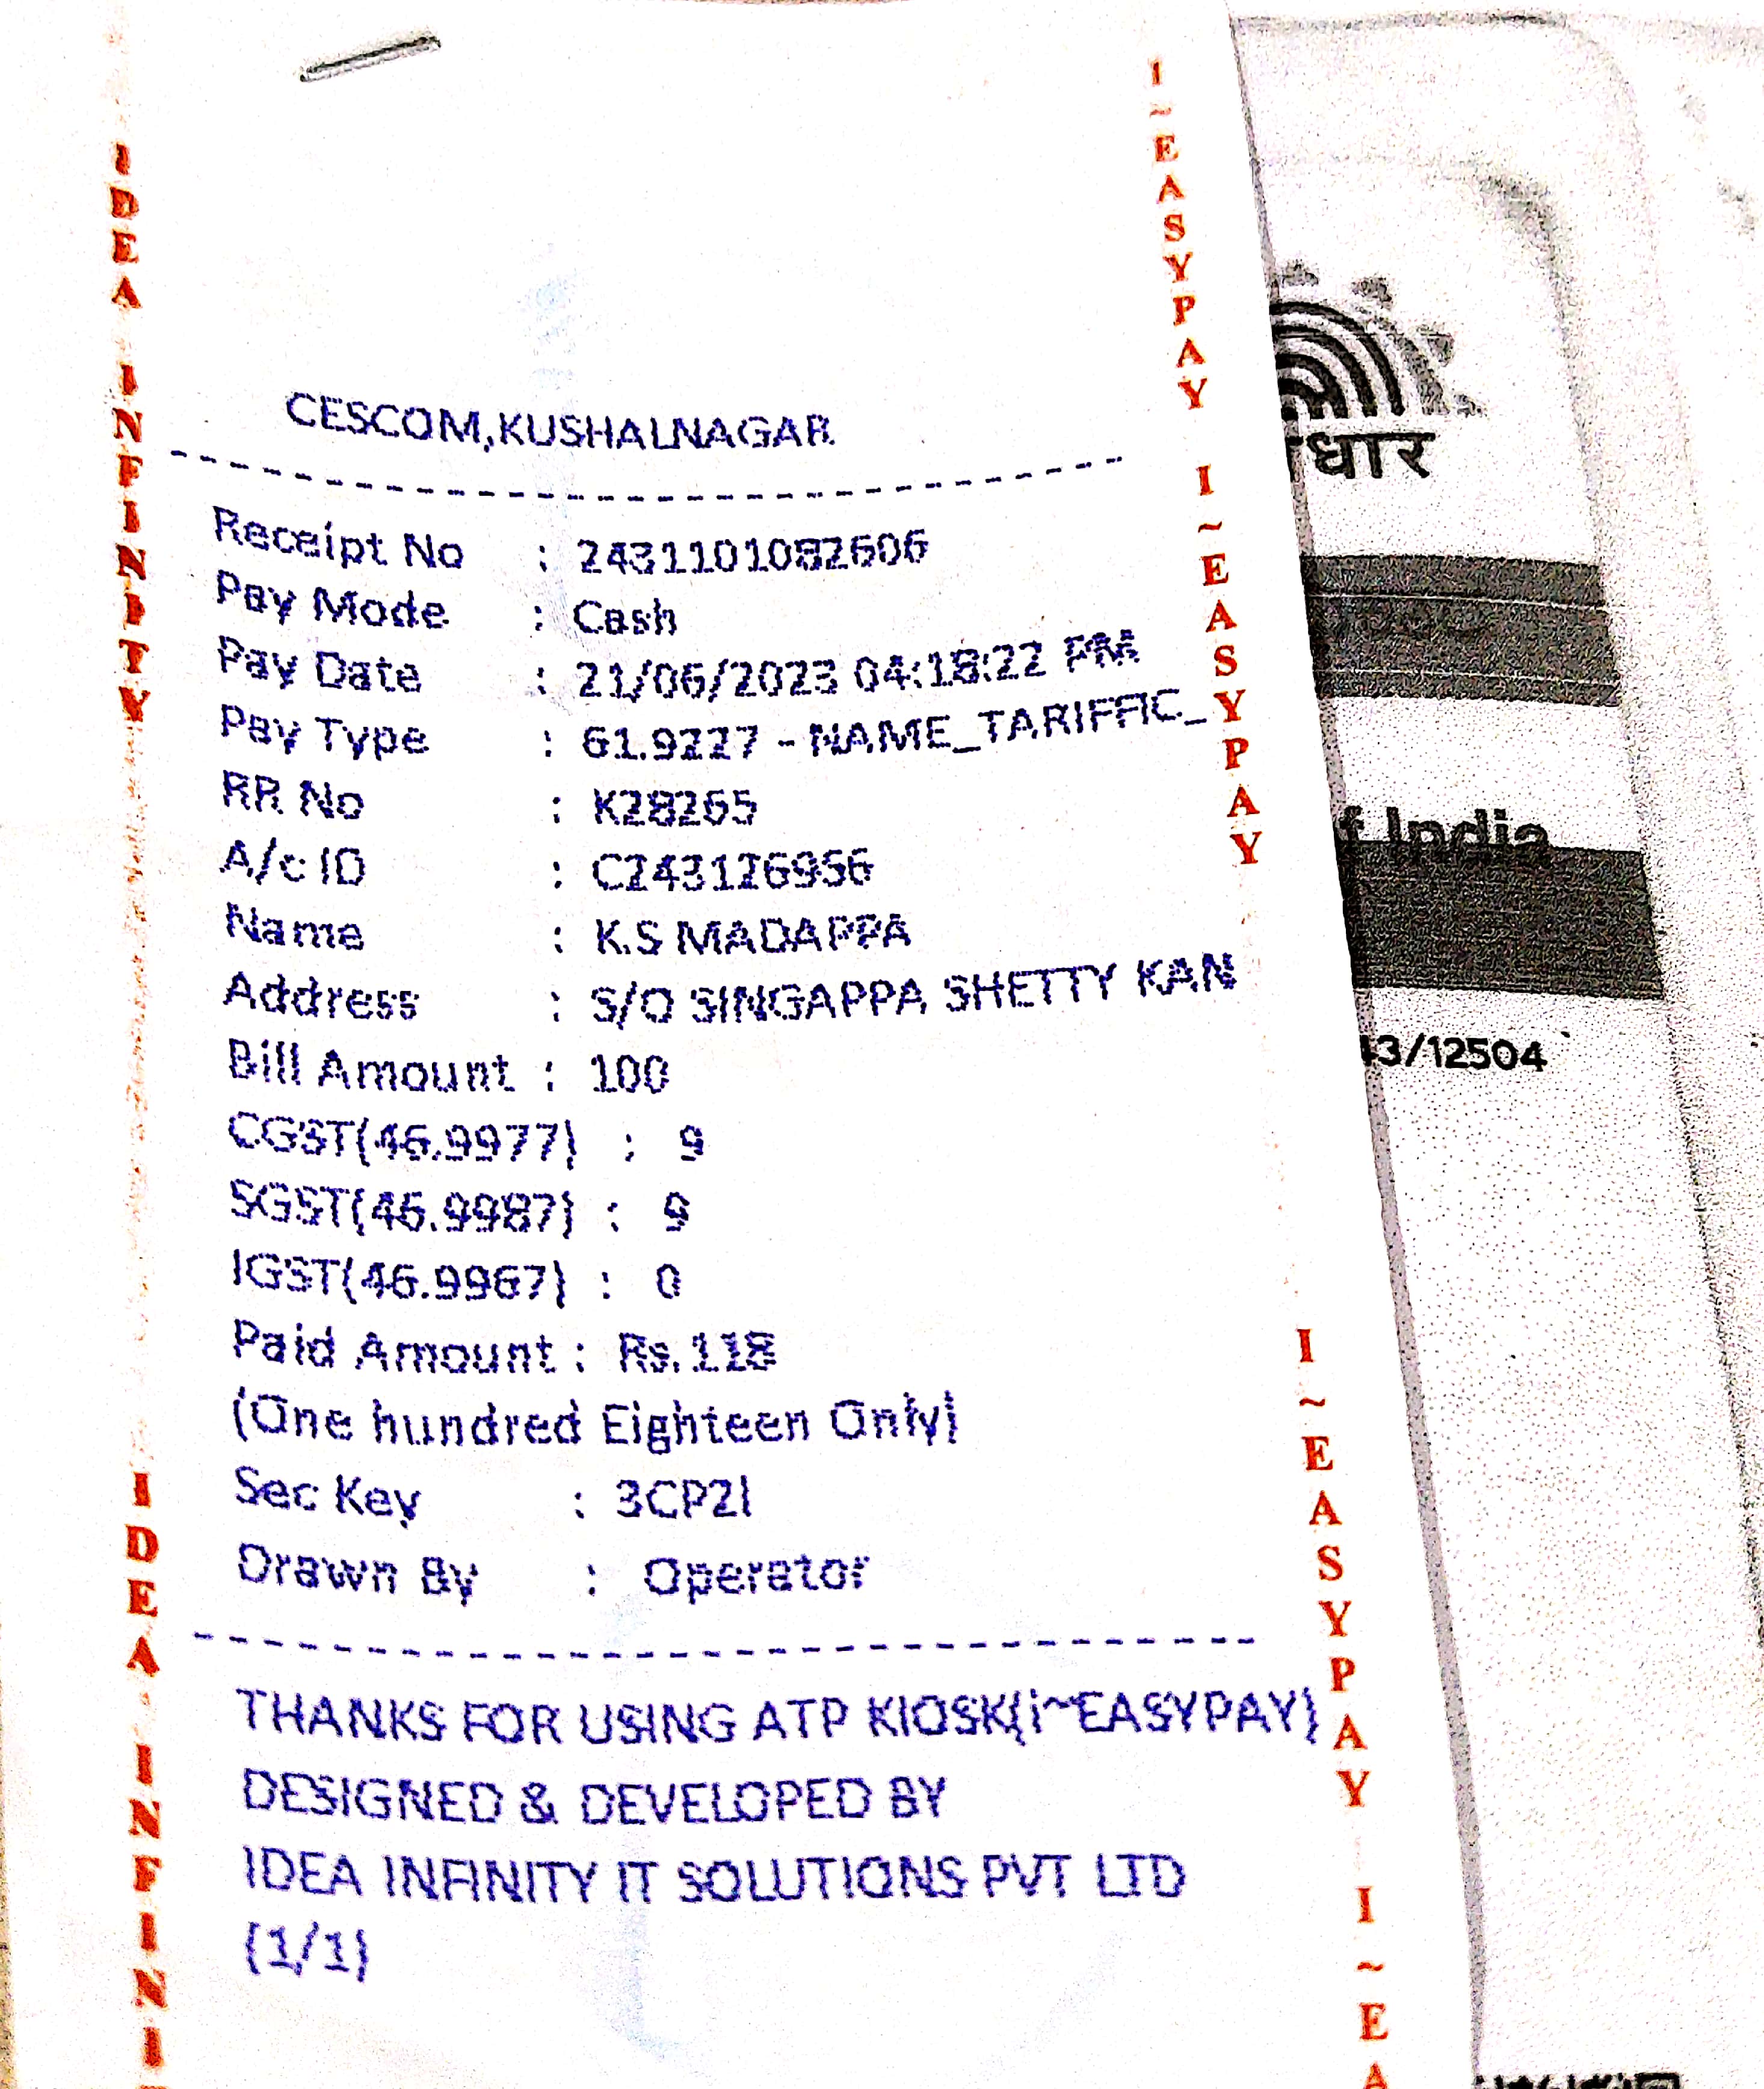 CESCOM,KUSHALNAGAR
Receipt No : 2431101082606
Pay Mode : Cash
Pay Date : 21/06/2023 04:18:22 PM
Pay Type : 61.9227 - NAME_TARIFFIC_
RR No : K28265
A/c ID : C243126956
Name : K.S MADAPPA
Address : S/O SINGAPPA SHETTY KAN
Bill Amount : 100
CGST(46.9977) : 9
SGST(46.9987) : 9
IGST(46.9967) : 0
Paid Amount : Rs.118
(One hundred Eighteen Only)
Sec Key : 3CP2l
Drawn By : Operator
THANKS FOR USING ATP KIOSK(i~EASYPAY)
DESIGNED & DEVELOPED BY
IDEA INFINITY IT SOLUTIONS PVT LTD
(1/1)
IDEA INFINITY
IDEA INFINI
I~EASYPAY I~EASYPAY
I~EASYPAY I~EA
धार
f India
13/12504